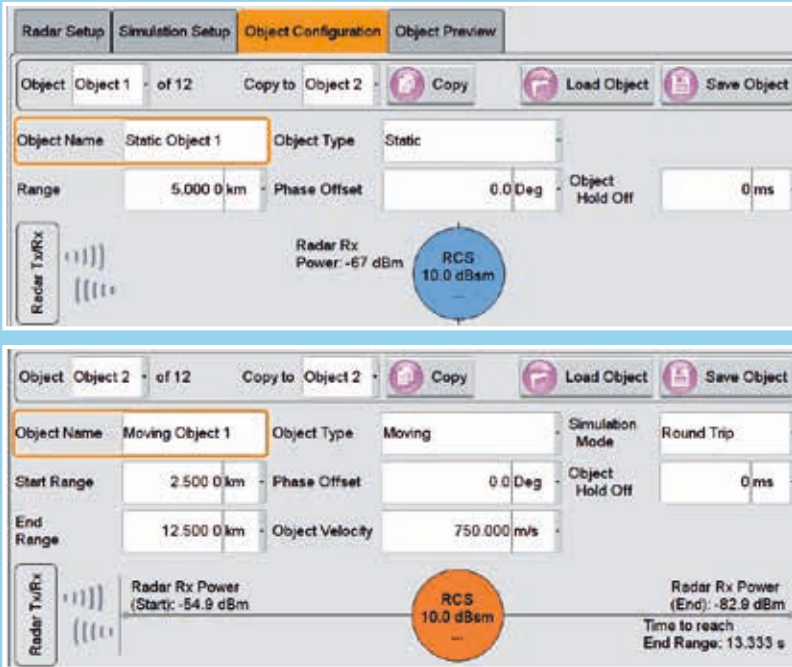 Radar Setup Simulation Setup Object Configuration Object Preview
Object Object 1 of 12 Copy to Object 2 Copy Load Object Save Object
Object Name Static Object 1 Object Type Static
Range 5.000 0 km Phase Offset 0.0 Deg Object Hold Off 0 ms
Radar Tx/Rx
Radar Rx
Power: -67 dBm
RCS
10.0 dBsm
...
Object Object 2 of 12 Copy to Object 2 Copy Load Object Save Object
Object Name Moving Object 1 Object Type Moving Simulation Mode Round Trip
Start Range 2.500 0 km Phase Offset 0.0 Deg Object Hold Off 0 ms
End Range 12.500 0 km Object Velocity 750.000 m/s
Radar Tx/Rx
Radar Rx Power
(Start): -54.9 dBm
RCS
10.0 dBsm
...
Radar Rx Power
(End): -82.9 dBm
Time to reach
End Range: 13.333 s